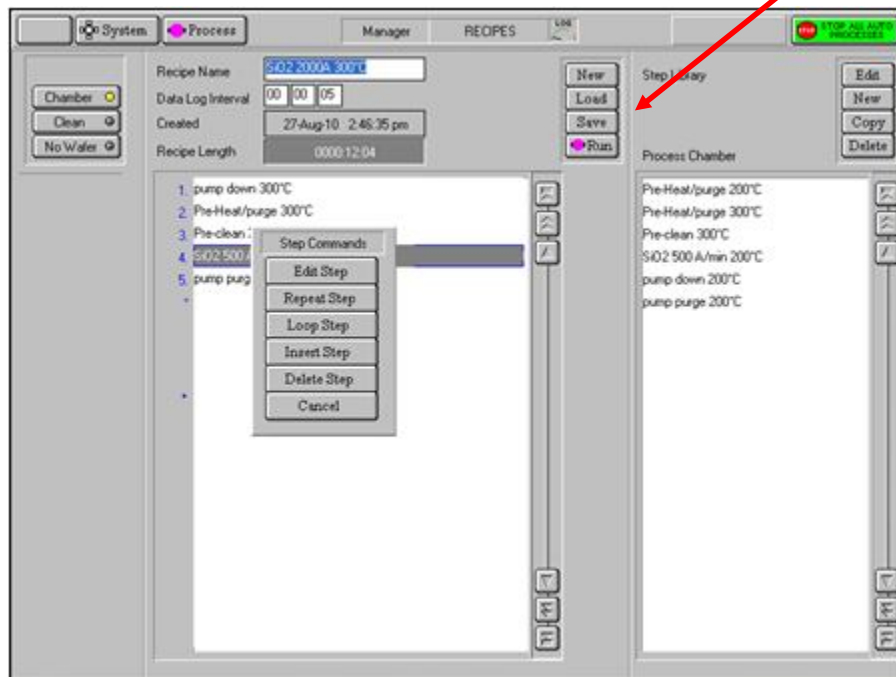 System Process Manager RECIPES LOG STOP STOP ALL AUTO PROCESSES
Chamber
Clean
No Wafer
Recipe Name SiO2 2000A 300°C
Data Log Interval 00 00 05
Created 27-Aug-10 2:46:35 pm
Recipe Length 0000:12:04
New
Load
Save
Run
1. pump down 300°C
2. Pre-Heat/purge 300°C
3. Pre-clean
4. SiO2 500
5. pump purg
Step Commands
Edit Step
Repeat Step
Loop Step
Insert Step
Delete Step
Cancel
Step Library
Process Chamber
Edit
New
Copy
Delete
Pre-Heat/purge 200°C
Pre-Heat/purge 300°C
Pre-clean 300°C
SiO2 500 A/min 200°C
pump down 200°C
pump purge 200°C